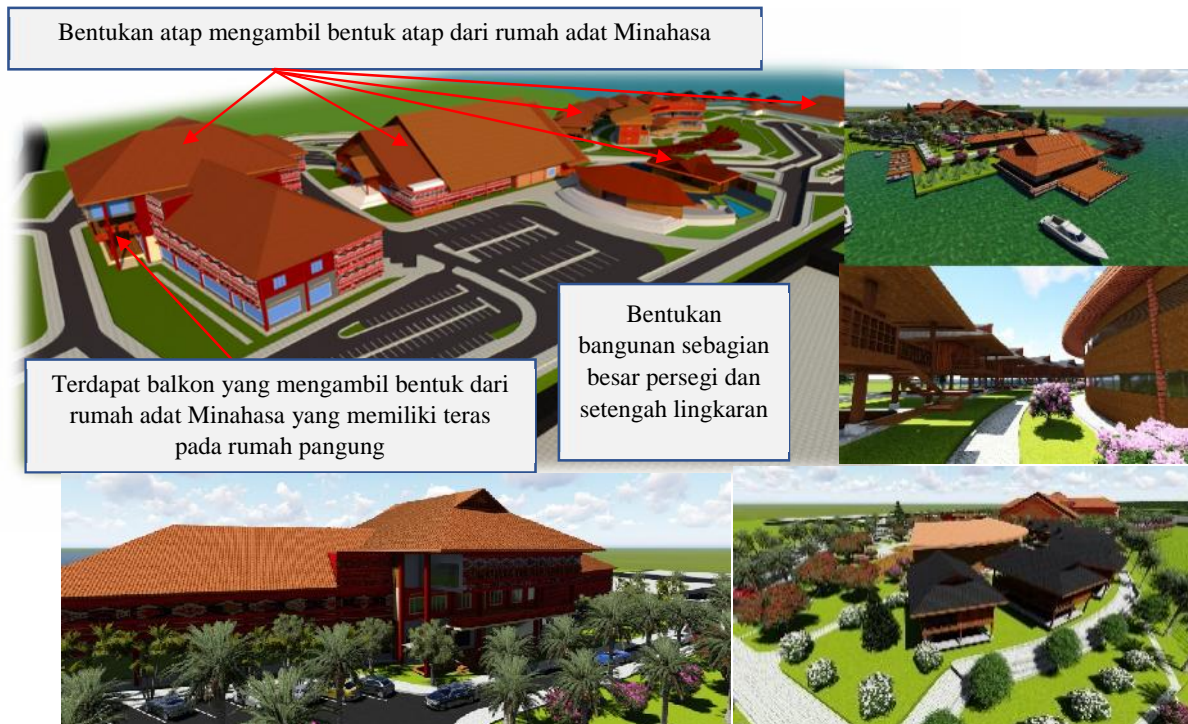 Bentukan atap mengambil bentuk atap dari rumah adat Minahasa
Bentukan
bangunan sebagian
besar persegi dan
setengah lingkaran
Terdapat balkon yang mengambil bentuk dari
rumah adat Minahasa yang memiliki teras
pada rumah pangung